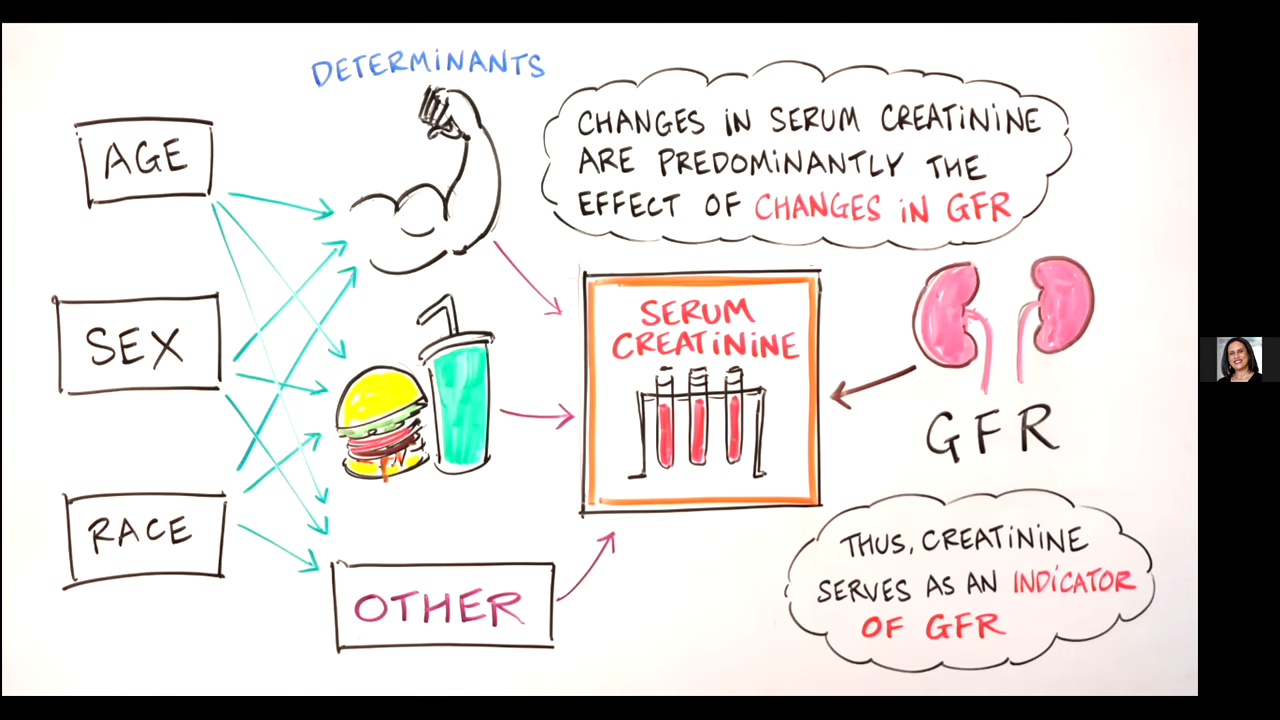 DETERMINANTS
AGE
SEX
RACE
OTHER
CHANGES IN SERUM CREATININE
ARE PREDOMINANTLY THE
EFFECT OF CHANGES IN GFR
SERUM
CREATININE
GFR
THUS, CREATININE
SERVES AS AN INDICATOR
OF GFR